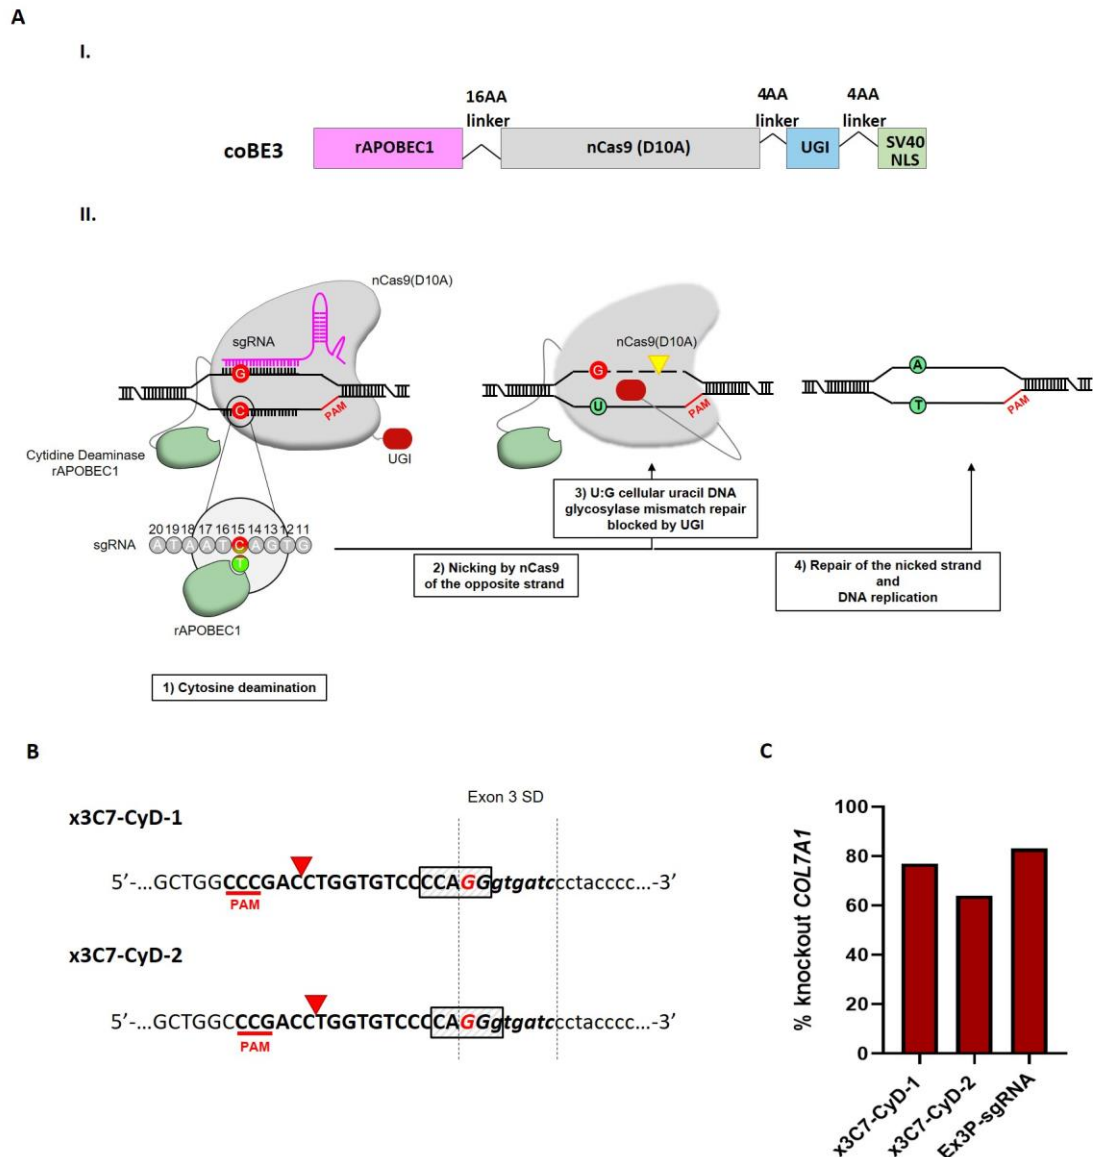 A
I.
16AA
linker
4AA
linker
4AA
linker
coBE3
rAPOBEC1
nCas9 (D10A)
UGI
SV40
NLS
II.
nCas9(D10A)
sgRNA
G
C
PAM
Cytidine Deaminase
rAPOBEC1
UGI
nCas9(D10A)
G
U
PAM
A
T
PAM
3) U:G cellular uracil DNA
glycosylase mismatch repair
blocked by UGI
20 19 18 17 16 15 14 13 12 11
sgRNA
A T A A T C A G T G
T
rAPOBEC1
2) Nicking by nCas9
of the opposite strand
4) Repair of the nicked strand
and
DNA replication
1) Cytosine deamination
B
Exon 3 SD
x3C7-CyD-1
5’-...GCTGGCCCGACCTGGTGTCCCCAGGgtgatccctacccc...-3’
PAM
x3C7-CyD-2
5’-...GCTGGCCCGACCTGGTGTCCCCAGGgtgatccctacccc...-3’
PAM
C
% knockout COL7A1
100
80
60
40
20
0
x3C7-CyD-1
x3C7-CyD-2
Ex3P-sgRNA